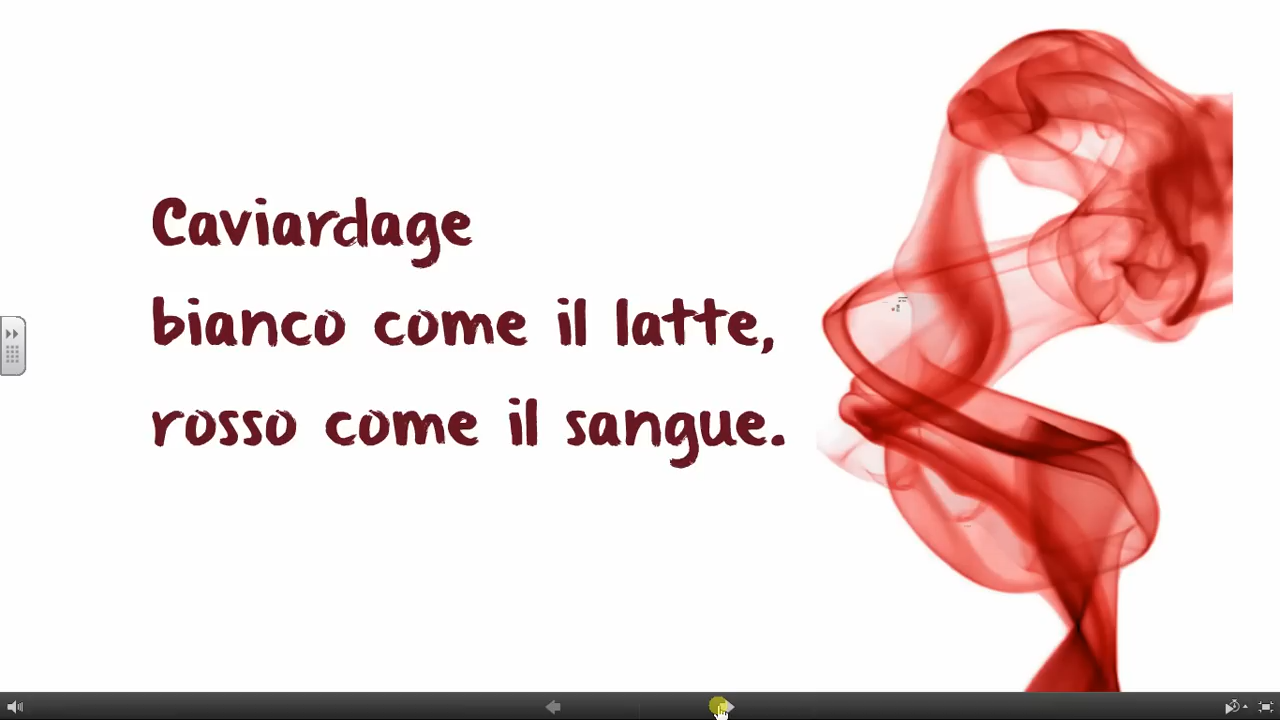 Caviardage
bianco come il latte,
rosso come il sangue.